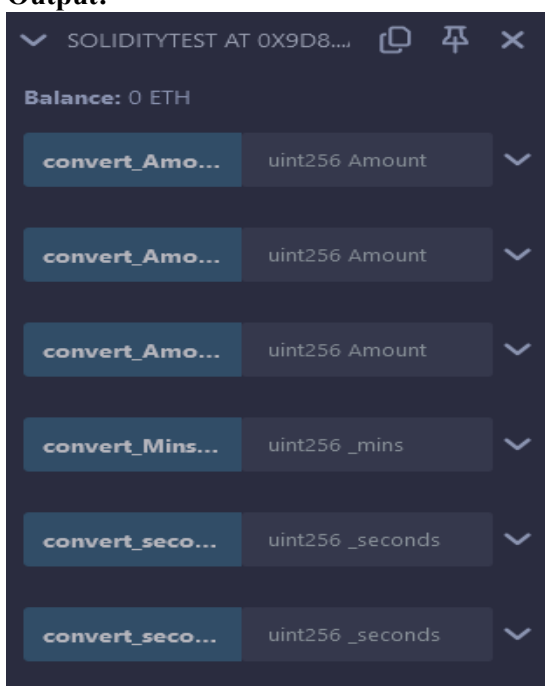 Output:
SOLIDITYTEST AT 0X9D8....
Balance: 0 ETH
convert_Amo... uint256 Amount
convert_Amo... uint256 Amount
convert_Amo... uint256 Amount
convert_Mins... uint256 _mins
convert_seco... uint256 _seconds
convert_seco... uint256 _seconds